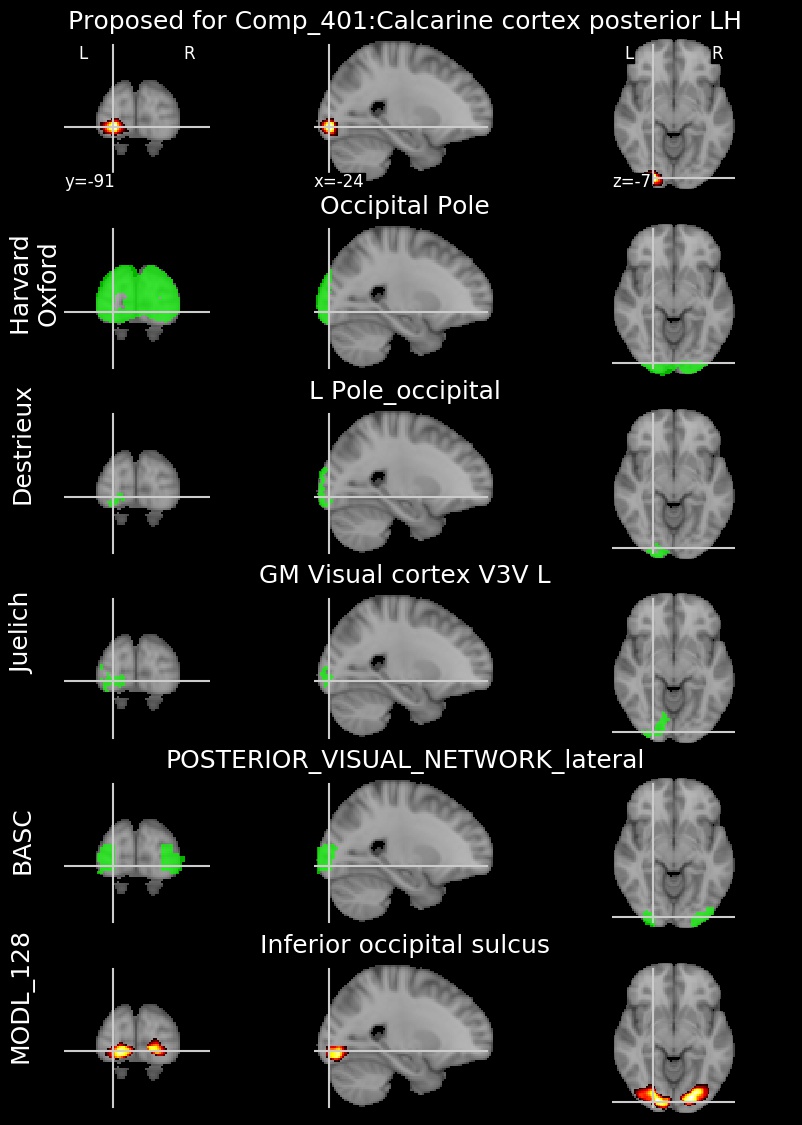 Proposed for Comp_401:Calcarine cortex posterior LH
L R L R
y=-91 x=-24 z=-7
Occipital Pole
Harvard
Oxford
L Pole_occipital
Destrieux
GM Visual cortex V3V L
Juelich
POSTERIOR_VISUAL_NETWORK_lateral
BASC
Inferior occipital sulcus
MODL_128